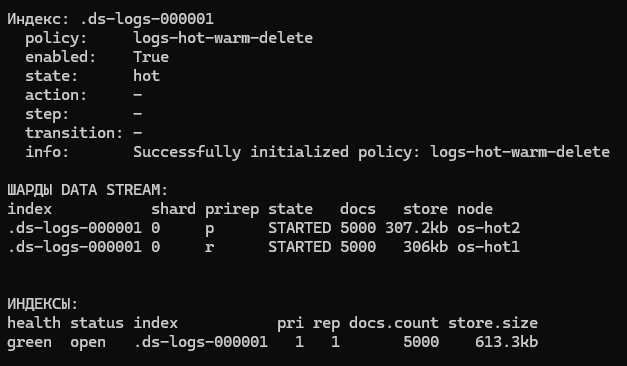 Индекс: .ds-logs-000001
policy: logs-hot-warm-delete
enabled: True
state: hot
action: -
step: -
transition: -
info: Successfully initialized policy: logs-hot-warm-delete
ШАРДЫ DATA STREAM:
index shard prirep state docs store node
.ds-logs-000001 0 p STARTED 5000 307.2kb os-hot2
.ds-logs-000001 0 r STARTED 5000 306kb os-hot1
ИНДЕКСЫ:
health status index pri rep docs.count store.size
green open .ds-logs-000001 1 1 5000 613.3kb